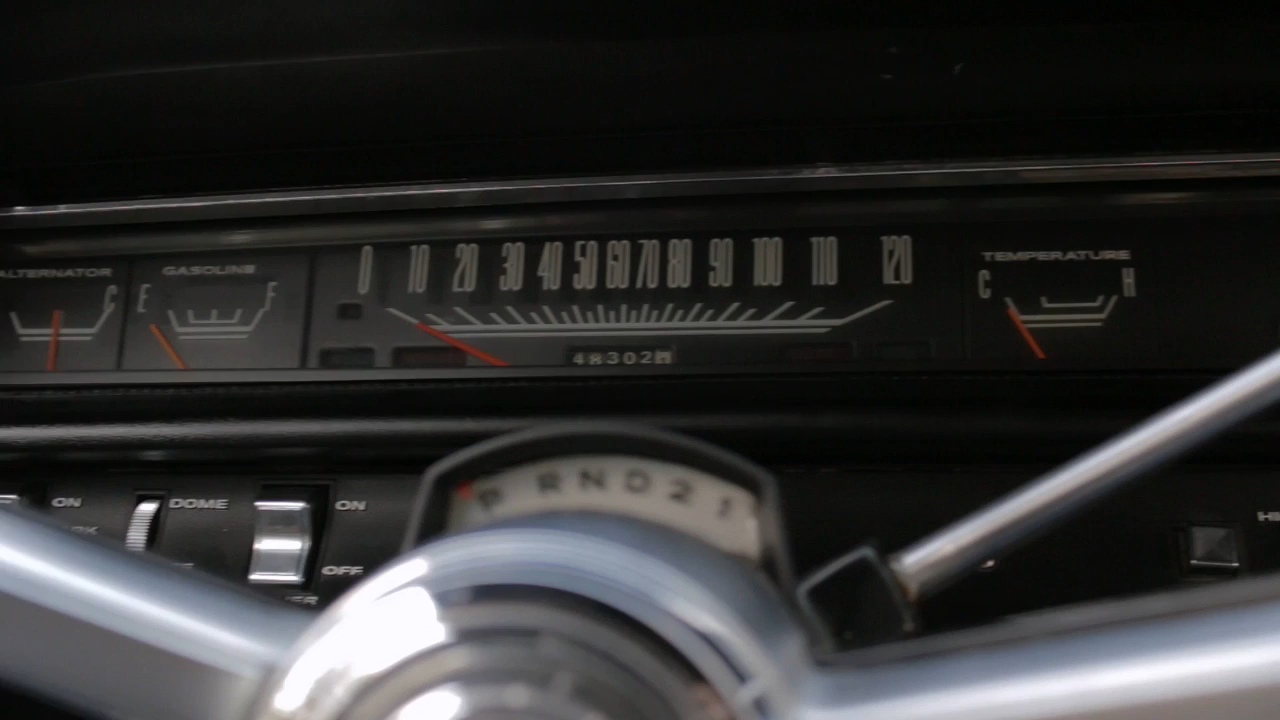 ALTERNATOR
C
GASOLINE
E F
0 10 20 30 40 50 60 70 80 90 100 110 120
48302
TEMPERATURE
C H
P R N D 2 1
ON
DOME
ON
OFF